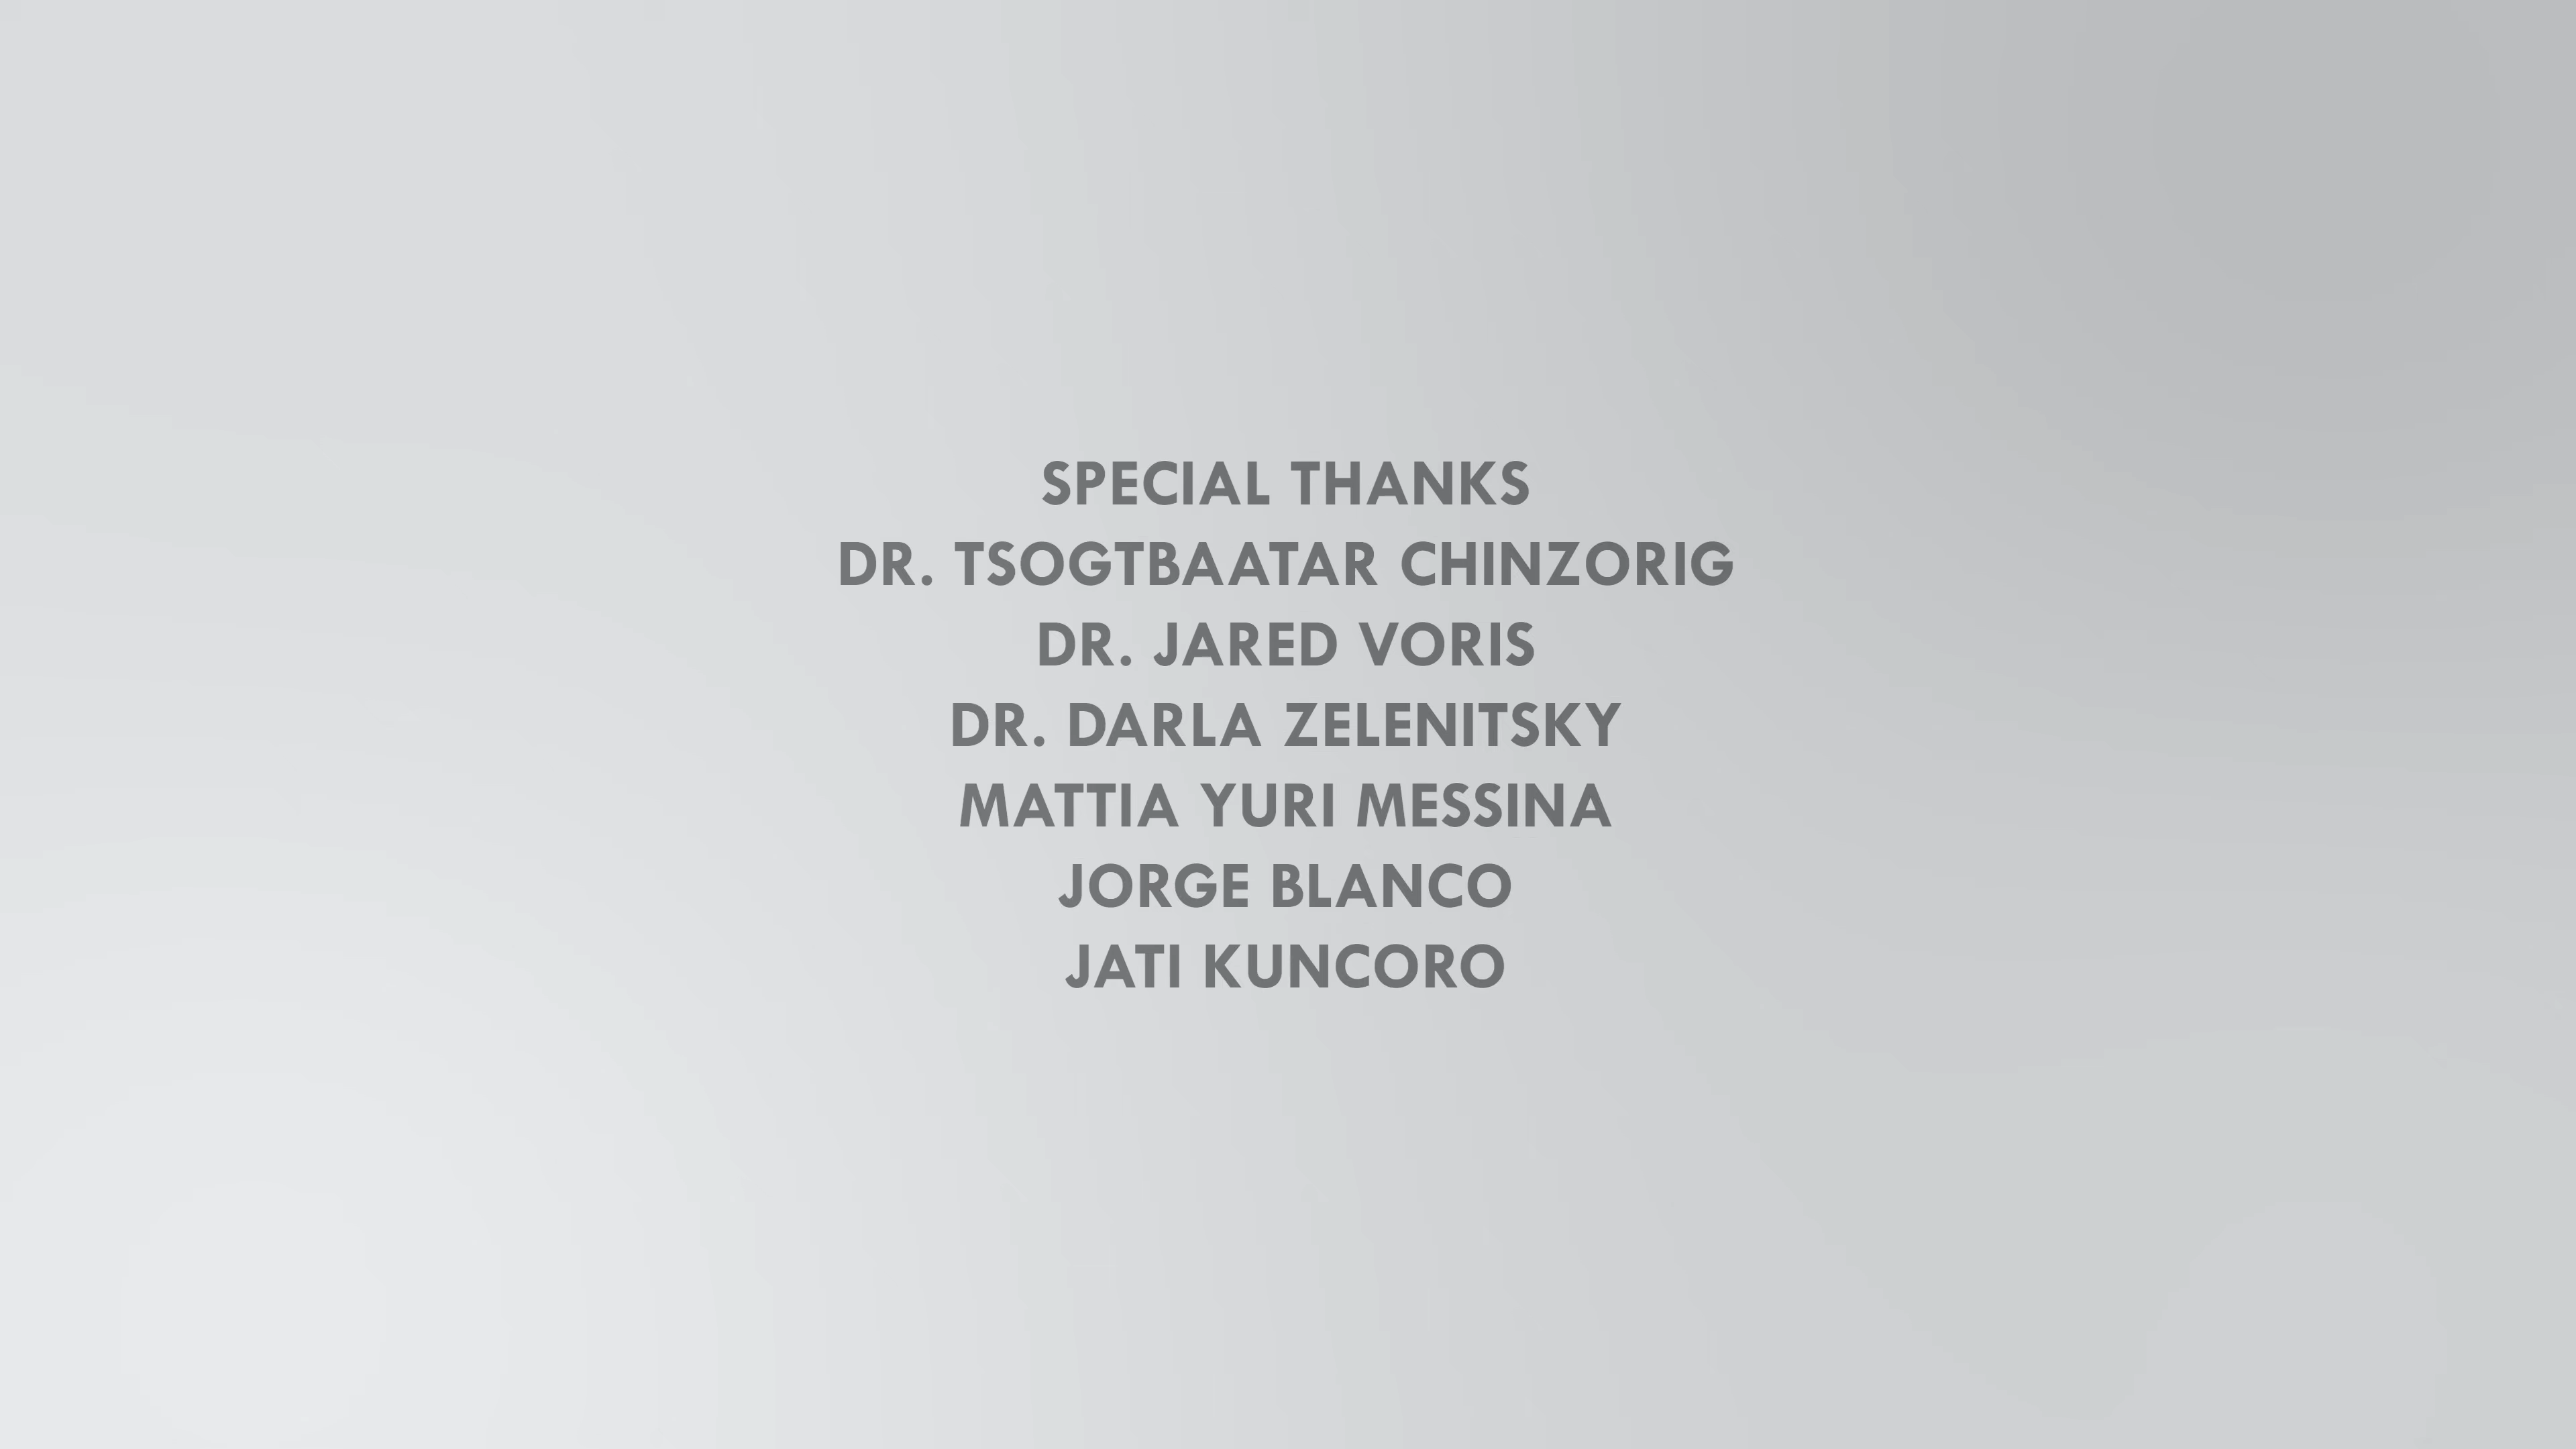 SPECIAL THANKS
DR. TSOGTBAATAR CHINZORIG
DR. JARED VORIS
DR. DARLA ZELENITSKY
MATTIA YURI MESSINA
JORGE BLANCO
JATI KUNCORO